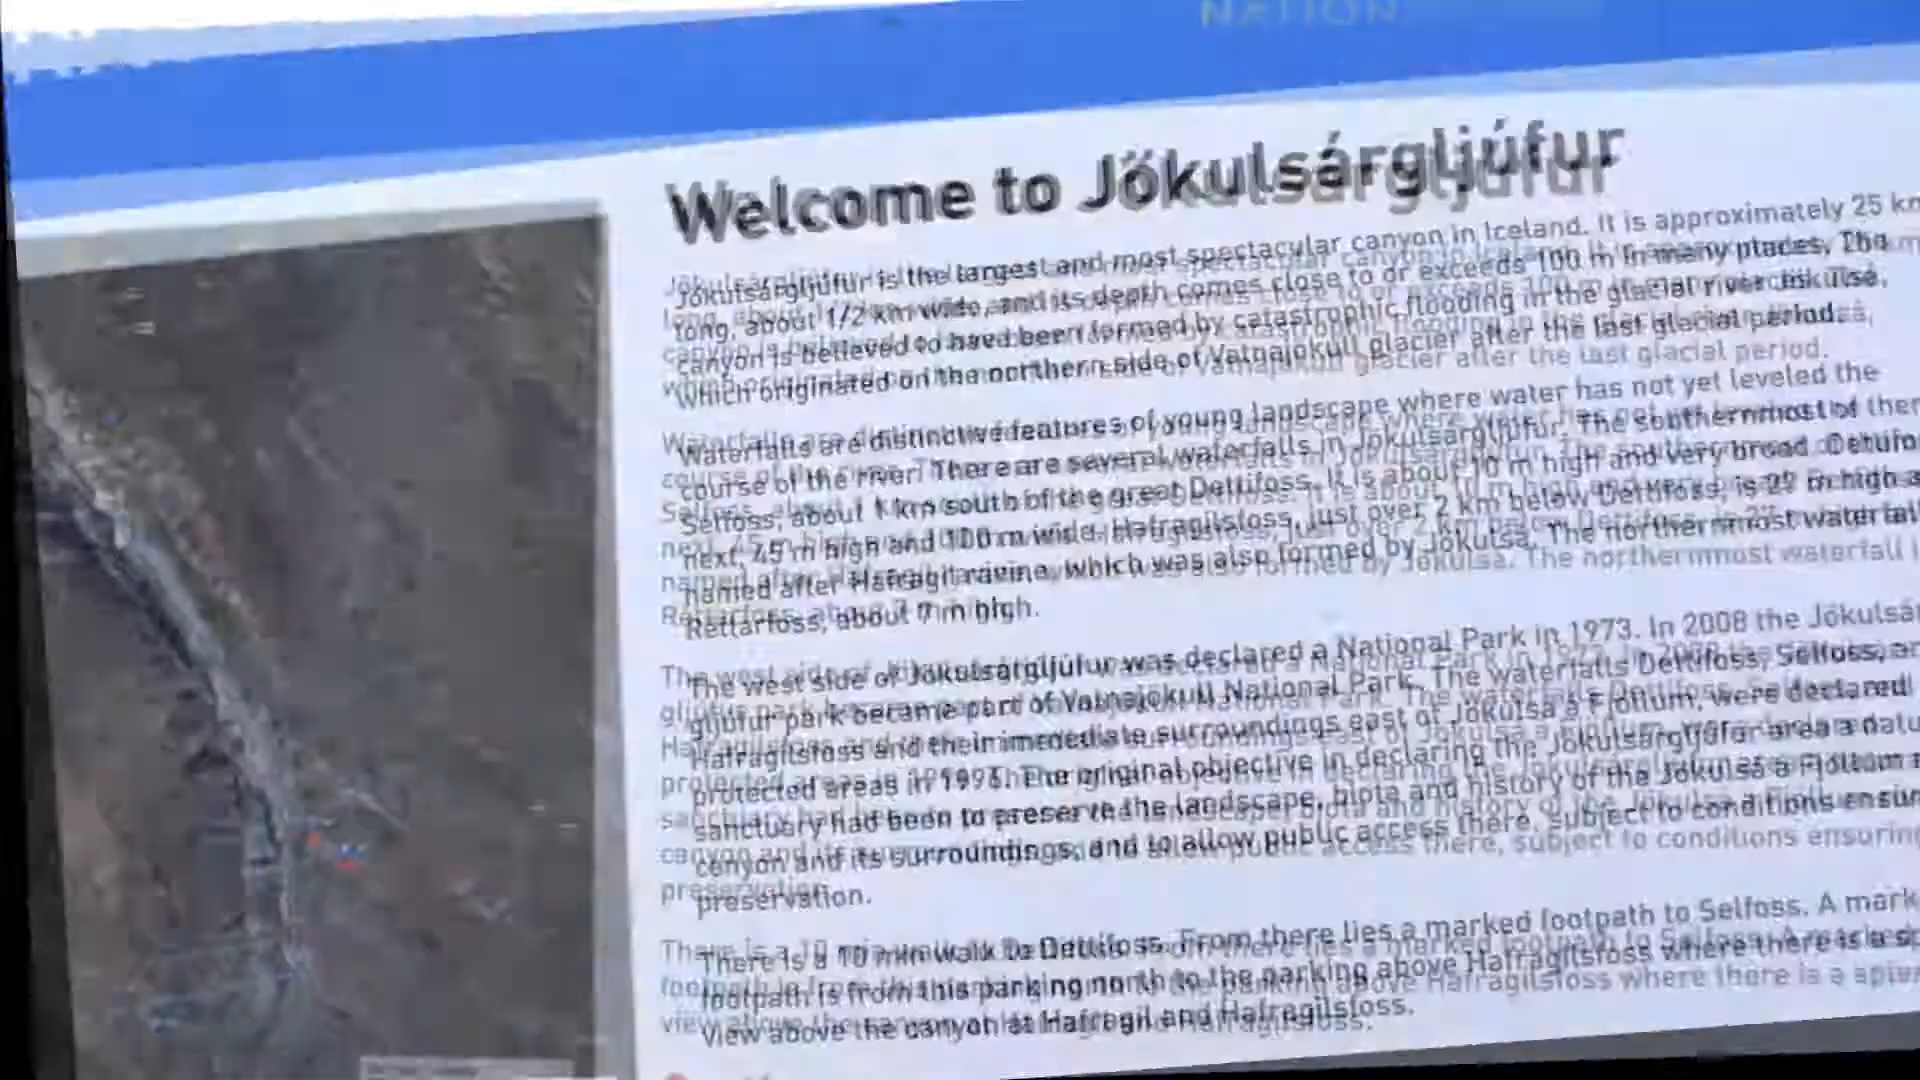 NATION
Welcome to Jökulsárgljúfur
Jökulsárgljúfur is the largest and most spectacular canyon in Iceland. It is approximately 25 km
long, about 1/2 km wide, and its depth comes close to or exceeds 100 m in many places. The
canyon is believed to have been formed by catastrophic flooding in the glacial river Jökulsá,
which originated on the northern side of Vatnajökull glacier after the last glacial period.
Waterfalls are distinctive features of young landscape where water has not yet leveled the
course of the river. There are several waterfalls in Jökulsárgljúfur. The southernmost of
Selfoss, about 1 km south of the great Dettifoss. It is about 10 m high and very broad.
next, 45 m high and 100 m wide. Hafragilsfoss, just over 2 km below Dettifoss, is 27 m high
named after Hafragil ravine, which was also formed by Jökulsá. The northernmost waterfall
Réttarfoss, about 7 m high.
The west side of Jökulsárgljúfur was declared a National Park in 1973. In 2008 the
gljúfur park became part of Vatnajökull National Park. The waterfalls Dettifoss, Selfoss,
Hafragilsfoss and their immediate surroundings east of Jökulsá á Fjöllum, were declared
protected areas in 1996. The original objective in declaring the Jökulsárgljúfur area a
sanctuary had been to preserve the landscape, biota and history of the Jökulsá á Fjöllum
canyon and its surroundings, and to allow public access there, subject to conditions ensuring
preservation.
There is a 10 min walk to Dettifoss. From there lies a marked footpath to Selfoss. A
footpath is from this parking north to the parking above Hafragilsfoss where there is a
view above the canyon at Hafragil and Hafragilsfoss.